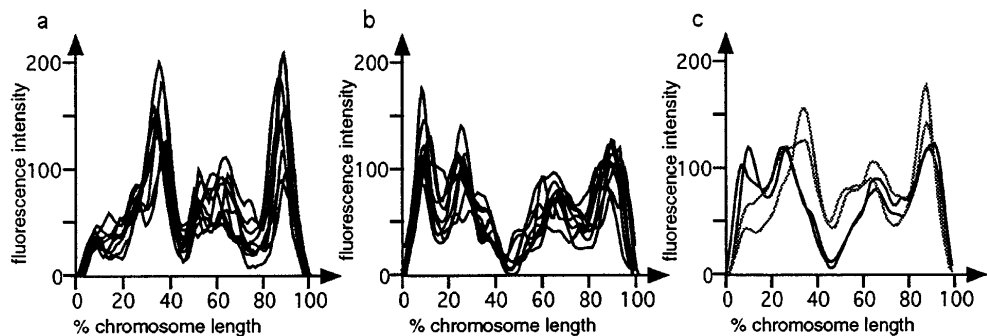 a
fluorescence intensity
200
100
0
0 20 40 60 80 100
% chromosome length
b
fluorescence intensity
200
100
0
0 20 40 60 80 100
% chromosome length
c
fluorescence intensity
200
100
0
0 20 40 60 80 100
% chromosome length